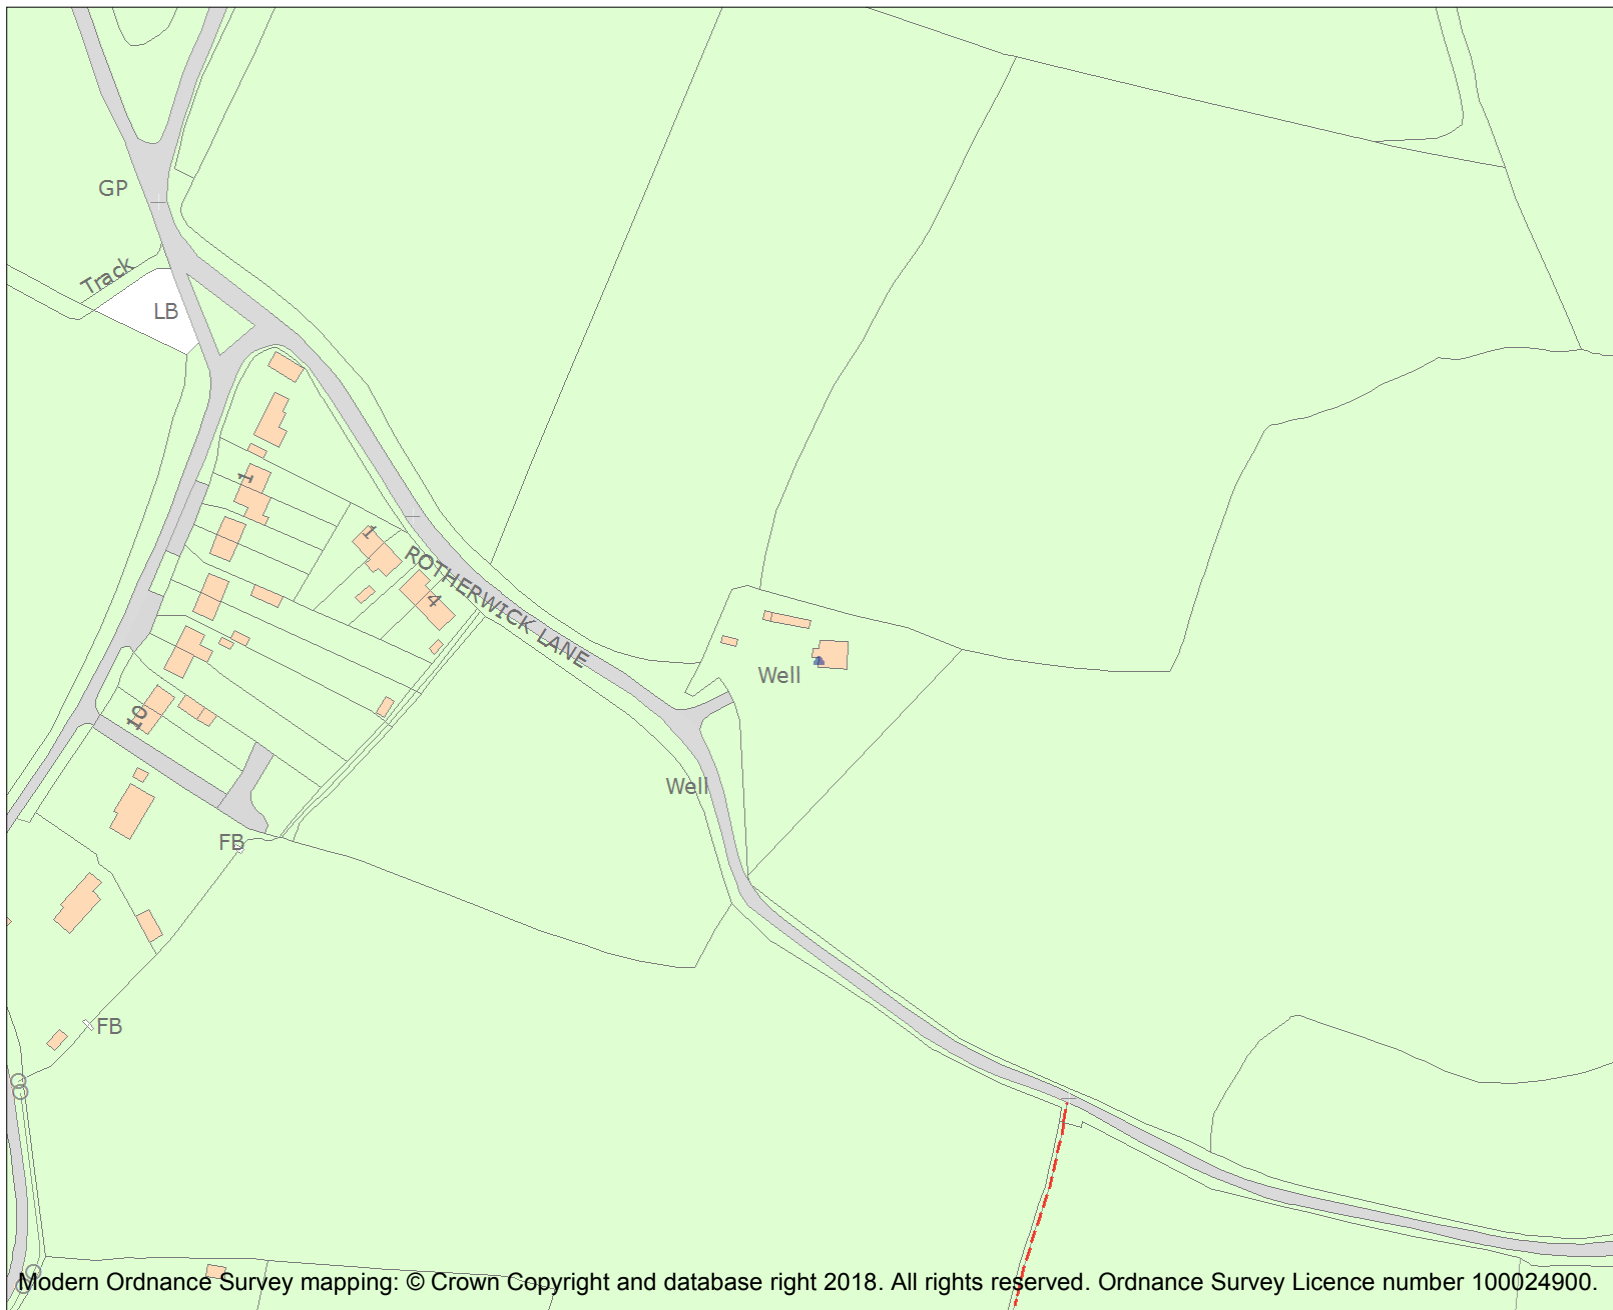 GP
Track
LB
1
1
ROTHERWICK LANE
4
Well
10
Well
FB
FB
Modern Ordnance Survey mapping: © Crown Copyright and database right 2018. All rights reserved. Ordnance Survey Licence number 100024900.